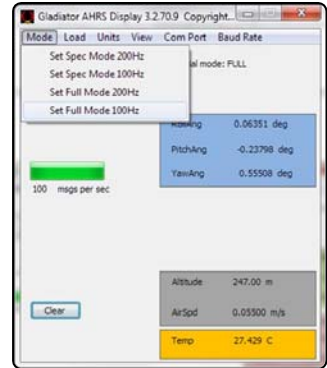 Gladiator AHRS Display 3.2.70.9 Copyright...
Mode Load Units View Com Port Baud Rate
Set Spec Mode 200Hz
Set Spec Mode 100Hz
Set Full Mode 200Hz
Set Full Mode 100Hz
al mode: FULL
RollAng 0.06351 deg
PitchAng -0.23798 deg
YawAng 0.55508 deg
100 msgs per sec
Altitude 247.00 m
Clear
AirSpd 0.05500 m/s
Temp 27.429 C